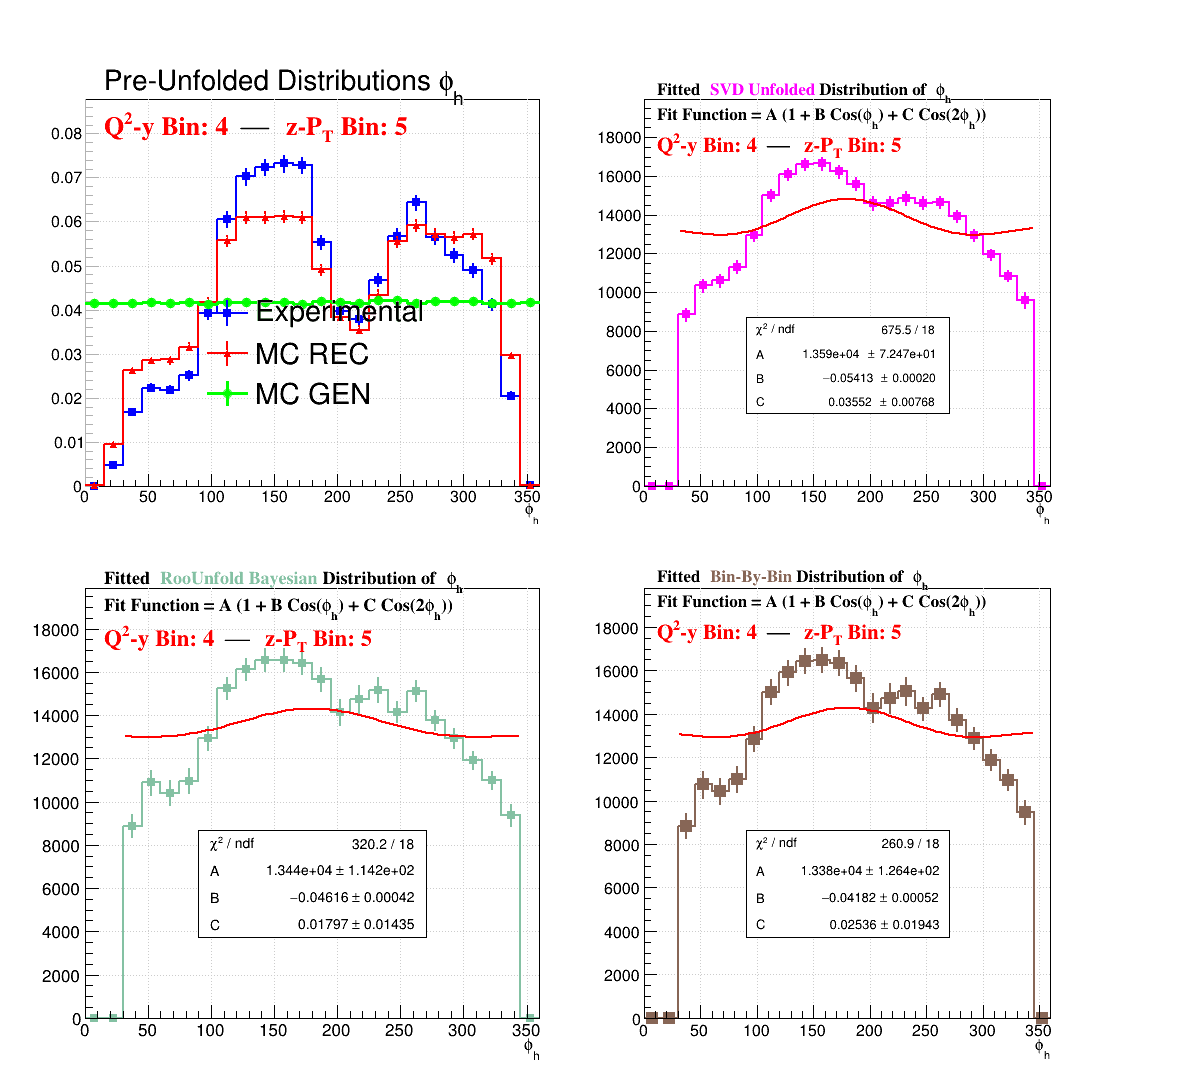 Pre-Unfolded Distributions ϕh
Q²-y Bin: 4 — z-PT Bin: 5
0.08
0.07
0.06
0.05
0.04
0.03
0.02
0.01
0
Experimental
MC REC
MC GEN
0 50 100 150 200 250 300 350
ϕh
Fitted SVD Unfolded Distribution of ϕh
Fit Function = A (1 + B Cos(ϕh) + C Cos(2ϕh))
Q²-y Bin: 4 — z-PT Bin: 5
18000
16000
14000
12000
10000
8000
6000
4000
2000
0
χ² / ndf 675.5 / 18
A 1.359e+04 ± 7.247e+01
B −0.05413 ± 0.00020
C 0.03552 ± 0.00768
0 50 100 150 200 250 300 350
ϕh
Fitted RooUnfold Bayesian Distribution of ϕh
Fit Function = A (1 + B Cos(ϕh) + C Cos(2ϕh))
Q²-y Bin: 4 — z-PT Bin: 5
18000
16000
14000
12000
10000
8000
6000
4000
2000
0
χ² / ndf 320.2 / 18
A 1.344e+04 ± 1.142e+02
B −0.04616 ± 0.00042
C 0.01797 ± 0.01435
0 50 100 150 200 250 300 350
ϕh
Fitted Bin-By-Bin Distribution of ϕh
Fit Function = A (1 + B Cos(ϕh) + C Cos(2ϕh))
Q²-y Bin: 4 — z-PT Bin: 5
18000
16000
14000
12000
10000
8000
6000
4000
2000
0
χ² / ndf 260.9 / 18
A 1.338e+04 ± 1.264e+02
B −0.04182 ± 0.00052
C 0.02536 ± 0.01943
0 50 100 150 200 250 300 350
ϕh